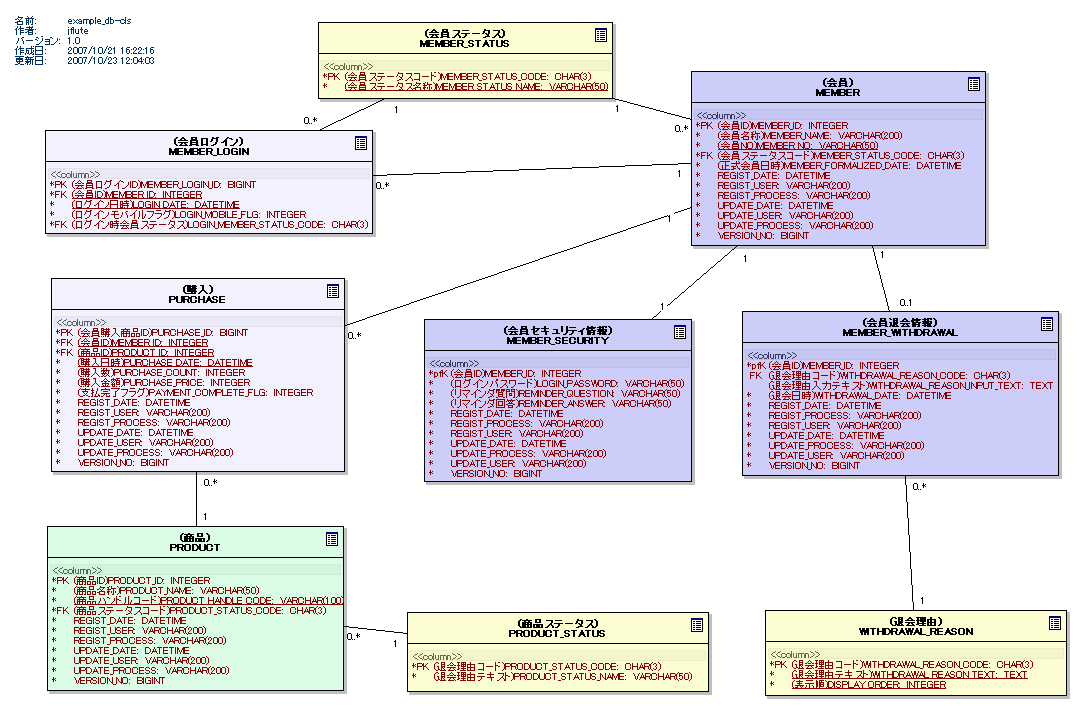 名前: example_db-cls
作者: jflute
バージョン: 1.0
作成日: 2007/10/21 16:22:16
更新日: 2007/10/23 12:04:03
(会員ステータス)
MEMBER_STATUS
<<column>>
*PK (会員ステータスコード)MEMBER_STATUS_CODE: CHAR(3)
* (会員ステータス名称)MEMBER_STATUS_NAME: VARCHAR(50)
1
0..*
1
0..*
(会員)
MEMBER
<<column>>
*PK (会員ID)MEMBER_ID: INTEGER
* (会員名称)MEMBER_NAME: VARCHAR(200)
* (会員NO)MEMBER_NO: VARCHAR(50)
*FK (会員ステータスコード)MEMBER_STATUS_CODE: CHAR(3)
* (正式会員日時)MEMBER_FORMALIZED_DATE: DATETIME
* REGIST_DATE: DATETIME
* REGIST_USER: VARCHAR(200)
* REGIST_PROCESS: VARCHAR(200)
* UPDATE_DATE: DATETIME
* UPDATE_USER: VARCHAR(200)
* UPDATE_PROCESS: VARCHAR(200)
* VERSION_NO: BIGINT
(会員ログイン)
MEMBER_LOGIN
<<column>>
*PK (会員ログインID)MEMBER_LOGIN_ID: BIGINT
*FK (会員ID)MEMBER_ID: INTEGER
* (ログイン日時)LOGIN_DATE: DATETIME
* (ログインモバイルフラグ)LOGIN_MOBILE_FLG: INTEGER
*FK (ログイン時会員ステータス)LOGIN_MEMBER_STATUS_CODE: CHAR(3)
0..*
1
1
0..*
1
1
1
0..1
(購入)
PURCHASE
<<column>>
*PK (会員購入商品ID)PURCHASE_ID: BIGINT
*FK (会員ID)MEMBER_ID: INTEGER
*FK (商品ID)PRODUCT_ID: INTEGER
* (購入日時)PURCHASE_DATE: DATETIME
* (購入数)PURCHASE_COUNT: INTEGER
* (購入金額)PURCHASE_PRICE: INTEGER
* (支払完了フラグ)PAYMENT_COMPLETE_FLG: INTEGER
* REGIST_DATE: DATETIME
* REGIST_USER: VARCHAR(200)
* REGIST_PROCESS: VARCHAR(200)
* UPDATE_DATE: DATETIME
* UPDATE_USER: VARCHAR(200)
* UPDATE_PROCESS: VARCHAR(200)
* VERSION_NO: BIGINT
(会員セキュリティ情報)
MEMBER_SECURITY
<<column>>
*pfK (会員ID)MEMBER_ID: INTEGER
* (ログインパスワード)LOGIN_PASSWORD: VARCHAR(50)
* (リマインダ質問)REMINDER_QUESTION: VARCHAR(50)
* (リマインダ回答)REMINDER_ANSWER: VARCHAR(50)
* REGIST_DATE: DATETIME
* REGIST_PROCESS: VARCHAR(200)
* REGIST_USER: VARCHAR(200)
* UPDATE_DATE: DATETIME
* UPDATE_PROCESS: VARCHAR(200)
* UPDATE_USER: VARCHAR(200)
* VERSION_NO: BIGINT
(会員退会情報)
MEMBER_WITHDRAWAL
<<column>>
*pfK (会員ID)MEMBER_ID: INTEGER
FK (退会理由コード)WITHDRAWAL_REASON_CODE: CHAR(3)
(退会理由入力テキスト)WITHDRAWAL_REASON_INPUT_TEXT: TEXT
* (退会日時)WITHDRAWAL_DATE: DATETIME
* REGIST_DATE: DATETIME
* REGIST_PROCESS: VARCHAR(200)
* REGIST_USER: VARCHAR(200)
* UPDATE_DATE: DATETIME
* UPDATE_PROCESS: VARCHAR(200)
* UPDATE_USER: VARCHAR(200)
* VERSION_NO: BIGINT
0..*
1
0..*
1
(商品)
PRODUCT
<<column>>
*PK (商品ID)PRODUCT_ID: INTEGER
* (商品名称)PRODUCT_NAME: VARCHAR(50)
* (商品ハンドルコード)PRODUCT_HANDLE_CODE: VARCHAR(100)
*FK (商品ステータスコード)PRODUCT_STATUS_CODE: CHAR(3)
* REGIST_DATE: DATETIME
* REGIST_USER: VARCHAR(200)
* REGIST_PROCESS: VARCHAR(200)
* UPDATE_DATE: DATETIME
* UPDATE_USER: VARCHAR(200)
* UPDATE_PROCESS: VARCHAR(200)
* VERSION_NO: BIGINT
0..*
1
(商品ステータス)
PRODUCT_STATUS
<<column>>
*PK (退会理由コード)PRODUCT_STATUS_CODE: CHAR(3)
* (退会理由テキスト)PRODUCT_STATUS_NAME: VARCHAR(50)
(退会理由)
WITHDRAWAL_REASON
<<column>>
*PK (退会理由コード)WITHDRAWAL_REASON_CODE: CHAR(3)
* (退会理由テキスト)WITHDRAWAL_REASON_TEXT: TEXT
* (表示順)DISPLAY_ORDER: INTEGER